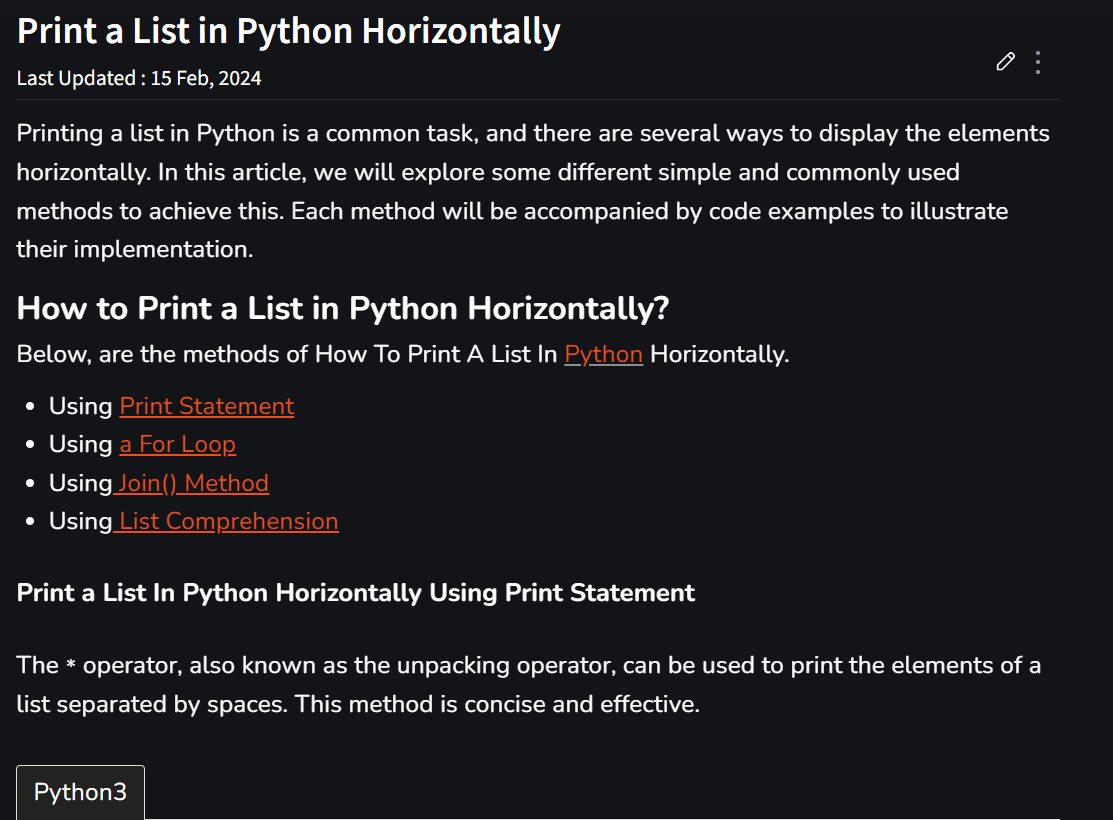 Print a List in Python Horizontally
Last Updated : 15 Feb, 2024
Printing a list in Python is a common task, and there are several ways to display the elements
horizontally. In this article, we will explore some different simple and commonly used
methods to achieve this. Each method will be accompanied by code examples to illustrate
their implementation.
How to Print a List in Python Horizontally?
Below, are the methods of How To Print A List In Python Horizontally.
• Using Print Statement
• Using a For Loop
• Using Join() Method
• Using List Comprehension
Print a List In Python Horizontally Using Print Statement
The * operator, also known as the unpacking operator, can be used to print the elements of a
list separated by spaces. This method is concise and effective.
Python3